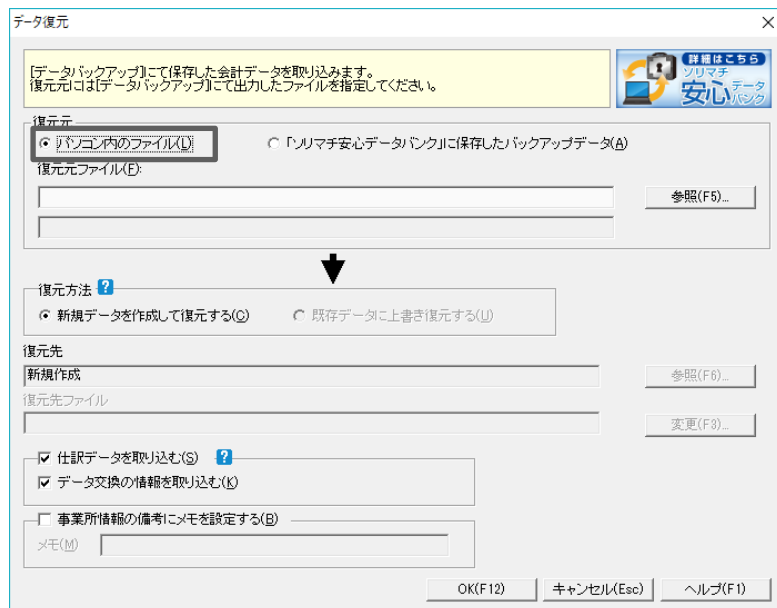 データ復元
[データバックアップ]にて保存した会計データを取り込みます。
復元元には[データバックアップ]にて出力したファイルを指定してください。
詳細はこちら
ソリマチ
安心データバンク
復元元
パソコン内のファイル(L)
「ソリマチ安心データバンク」に保存したバックアップデータ(A)
復元元ファイル(F):
参照(F5)...
復元方法 ?
新規データを作成して復元する(C)
既存データに上書き復元する(U)
復元先
新規作成
参照(F6)...
復元先ファイル
変更(F3)...
仕訳データを取り込む(S) ?
データ交換の情報を取り込む(K)
事業所情報の備考にメモを設定する(B)
メモ(M)
OK(F12)
キャンセル(Esc)
ヘルプ(F1)